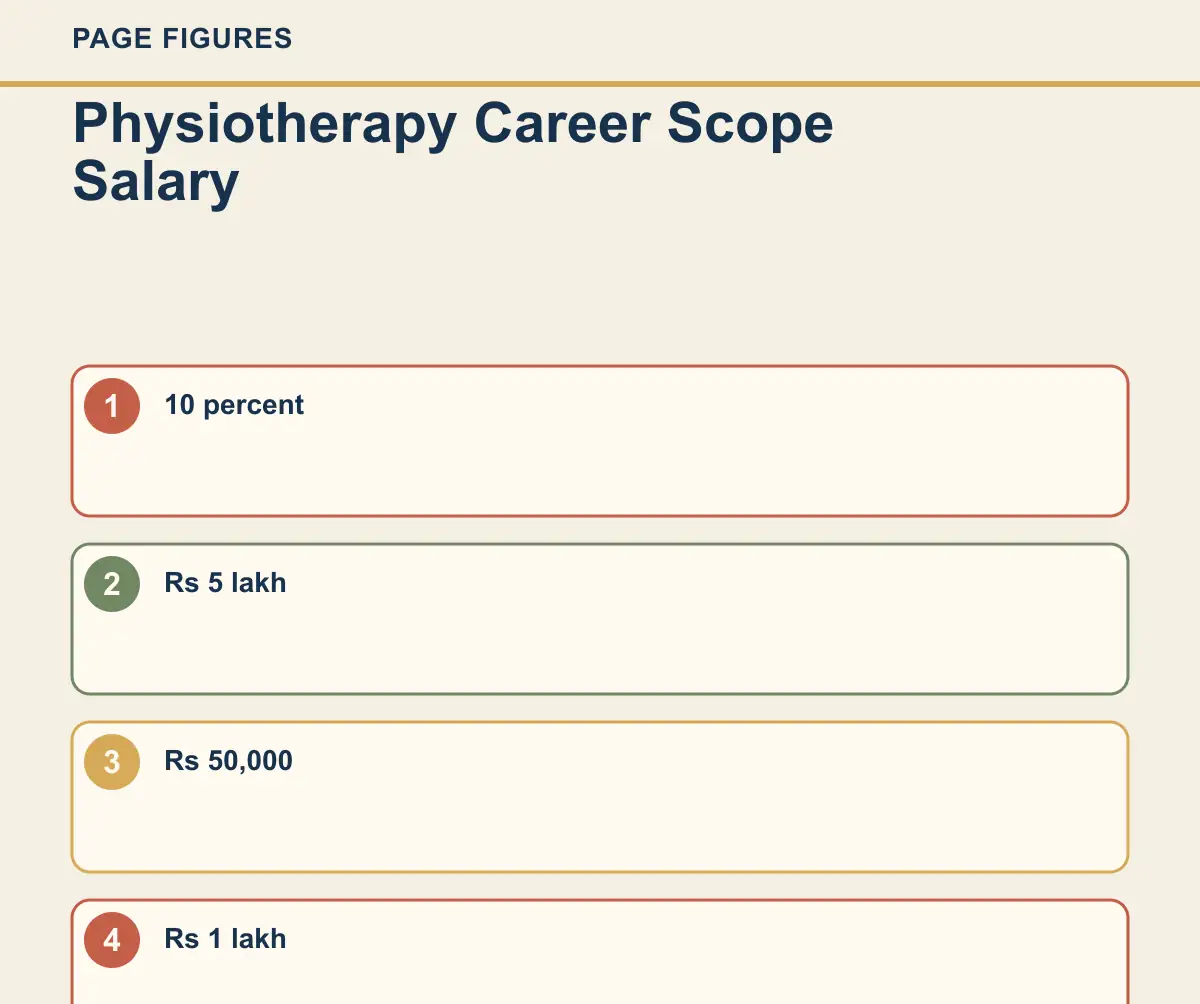 PAGE FIGURES
Physiotherapy Career Scope
Salary
1
10 percent
2
Rs 5 lakh
3
Rs 50,000
4
Rs 1 lakh